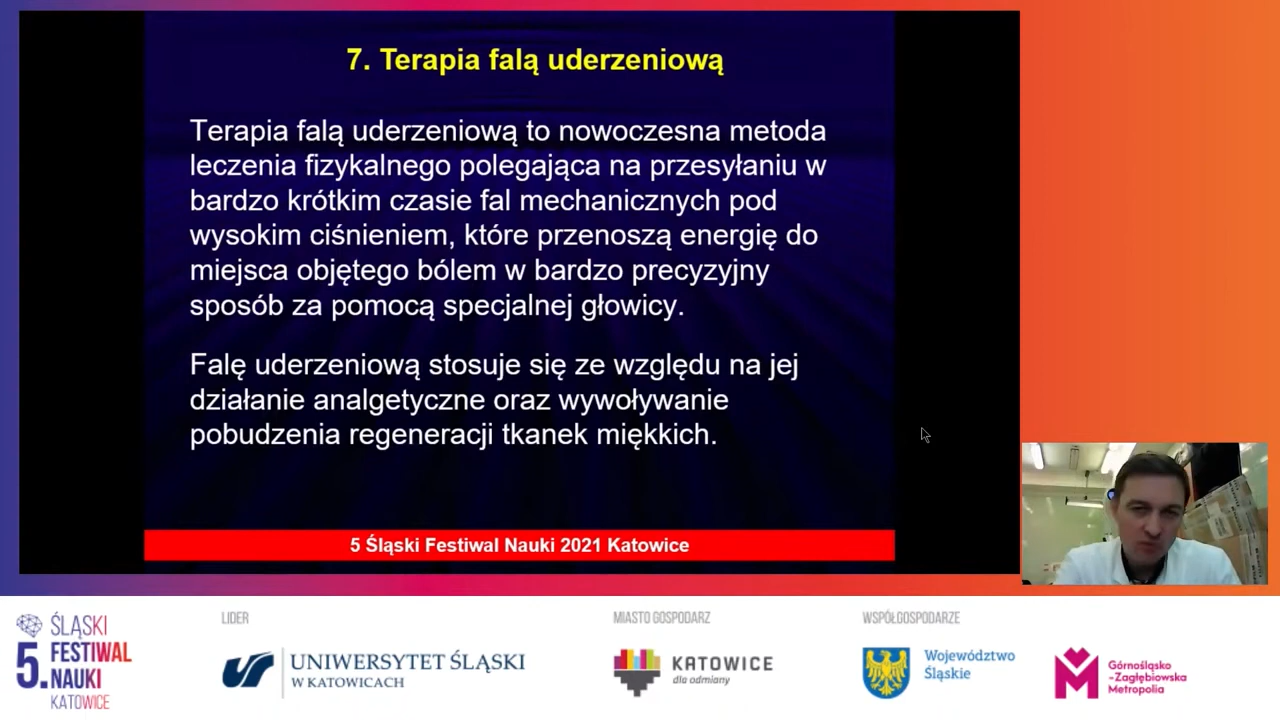 7. Terapia falą uderzeniową
Terapia falą uderzeniową to nowoczesna metoda
leczenia fizykalnego polegająca na przesyłaniu w
bardzo krótkim czasie fal mechanicznych pod
wysokim ciśnieniem, które przenoszą energię do
miejsca objętego bólem w bardzo precyzyjny
sposób za pomocą specjalnej głowicy.
Falę uderzeniową stosuje się ze względu na jej
działanie analgetyczne oraz wywoływanie
pobudzenia regeneracji tkanek miękkich.
5 Śląski Festiwal Nauki 2021 Katowice
5. ŚLĄSKI
FESTIWAL
NAUKI
KATOWICE
LIDER
UNIWERSYTET ŚLĄSKI
W KATOWICACH
MIASTO GOSPODARZ
KATOWICE
dla odmiany
WSPÓŁGOSPODARZE
Województwo
Śląskie
Górnośląsko
-Zagłębiowska
Metropolia